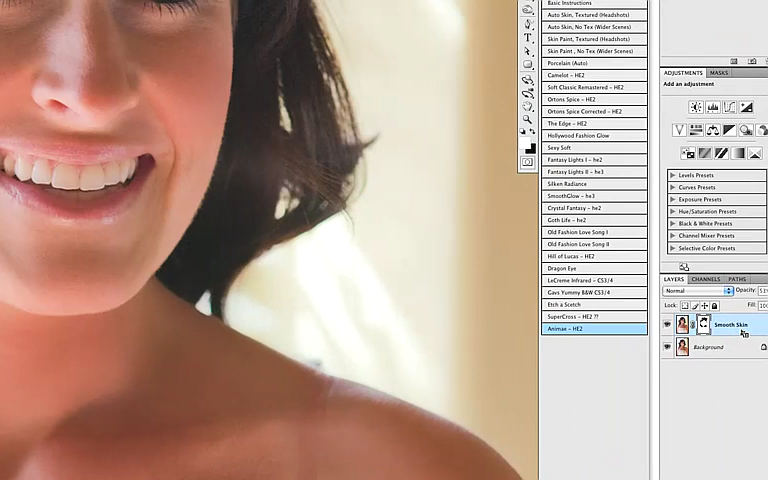 Basic Instructions
Auto Skin, Textured (Headshots)
Auto Skin, No Tex (Wider Scenes)
Skin Paint, Textured (Headshots)
Skin Paint , No Tex (Wider Scenes)
Porcelain (Auto)
Camelot - HE2
Soft Classic Remastered - HE2
Ortons Spice - HE2
Ortons Spice Corrected - HE2
The Edge - HE2
Hollywood Fashion Glow
Sexy Soft
Fantasy Lights I - he2
Fantasy Lights II - he3
Silken Radiance
SmoothGlow - he3
Crystal Fantasy - he2
Goth Life - he2
Old Fashion Love Song I
Old Fashion Love Song II
Hill of Lucas - HE2
Dragon Eye
LeCreme Infrared - CS3/4
Gavs Yummy B&W CS3/4
Etch a Scetch
SuperCross - HE2 ??
Animae - HE2
ADJUSTMENTS MASKS
Add an adjustment
Levels Presets
Curves Presets
Exposure Presets
Hue/Saturation Presets
Black & White Presets
Channel Mixer Presets
Selective Color Presets
LAYERS CHANNELS PATHS
Normal Opacity: 53%
Lock: Fill: 100
Smooth Skin
Background